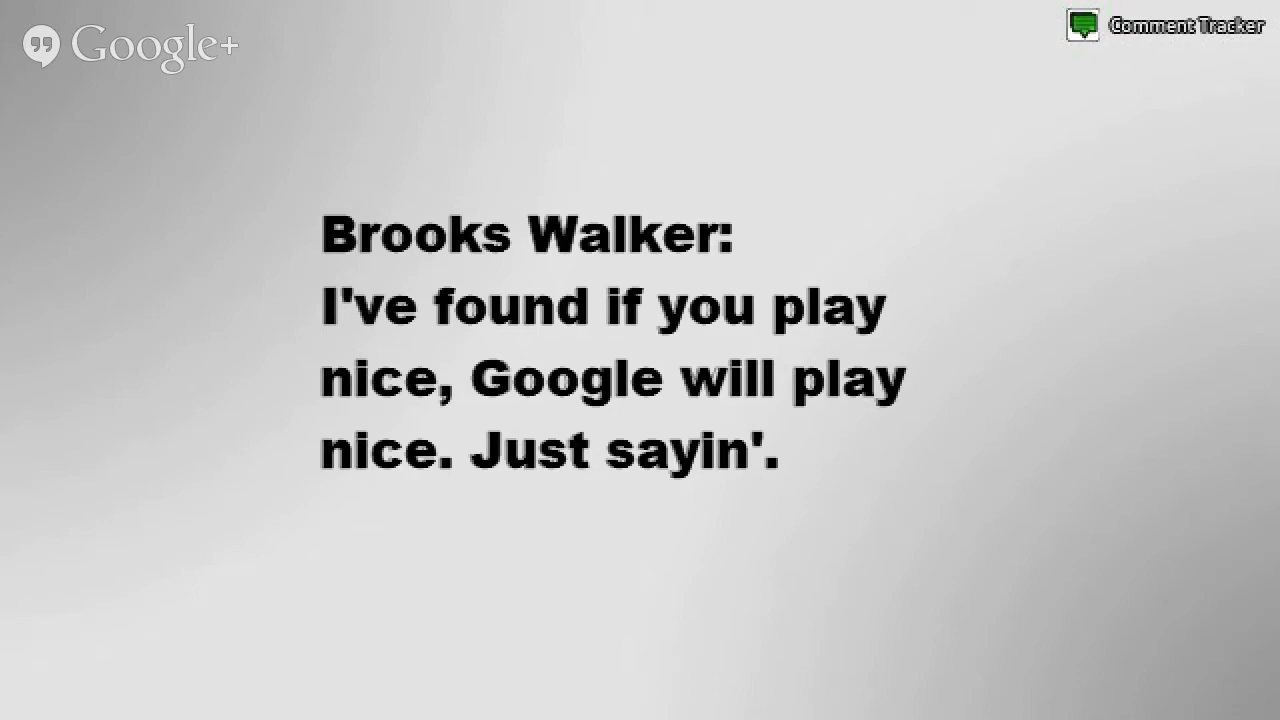 Google+
Comment Tracker
Brooks Walker:
I've found if you play
nice, Google will play
nice. Just sayin'.